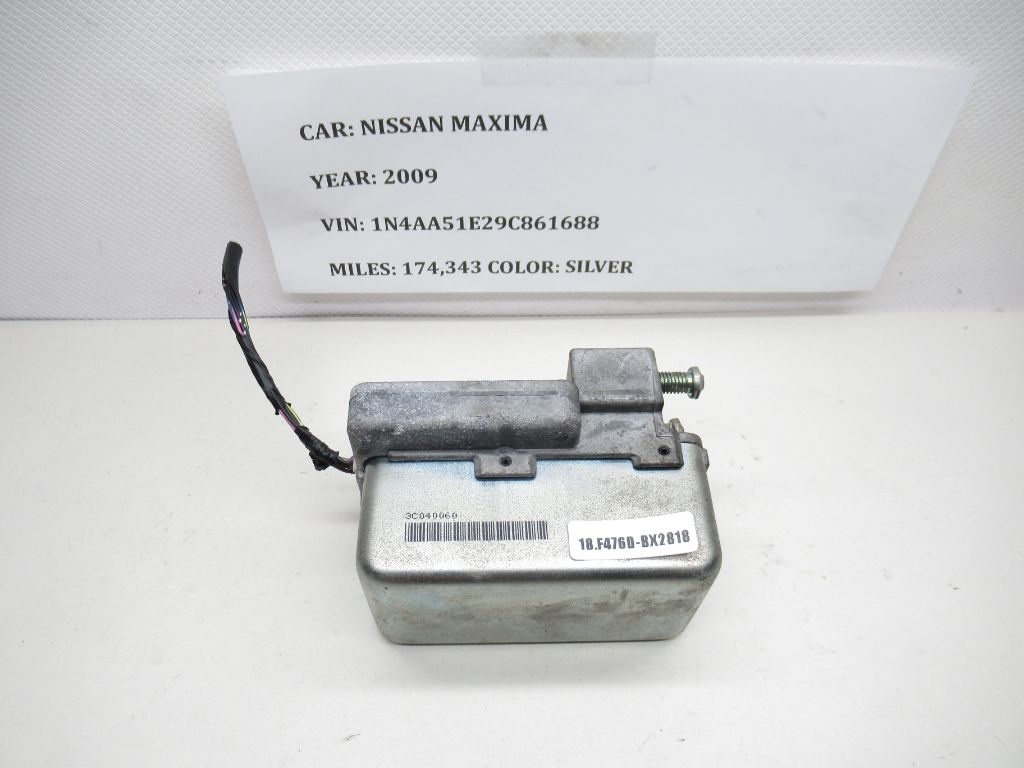 CAR: NISSAN MAXIMA
YEAR: 2009
VIN: 1N4AA51E29C861688
MILES: 174,343 COLOR: SILVER
3C040060
18.F476D-BX2818